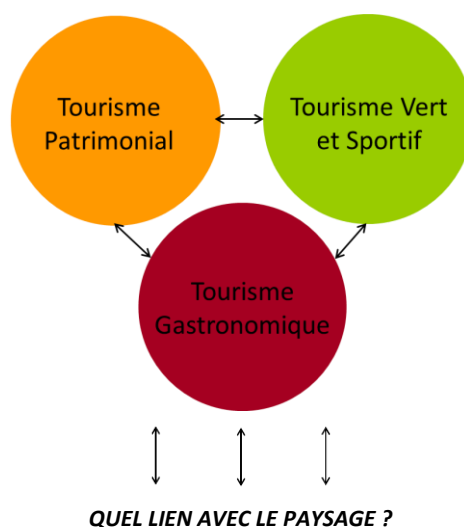 Tourisme
Patrimonial
Tourisme Vert
et Sportif
Tourisme
Gastronomique
QUEL LIEN AVEC LE PAYSAGE ?